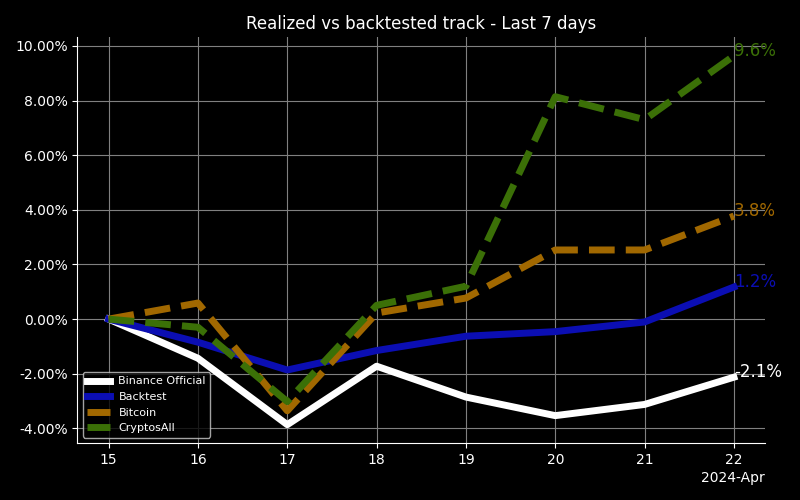 Realized vs backtested track - Last 7 days
10.00%
9.6%
8.00%
6.00%
4.00%
3.8%
2.00%
1.2%
0.00%
-2.00%
-2.1%
Binance Official
Backtest
Bitcoin
CryptosAll
-4.00%
15 16 17 18 19 20 21 22
2024-Apr